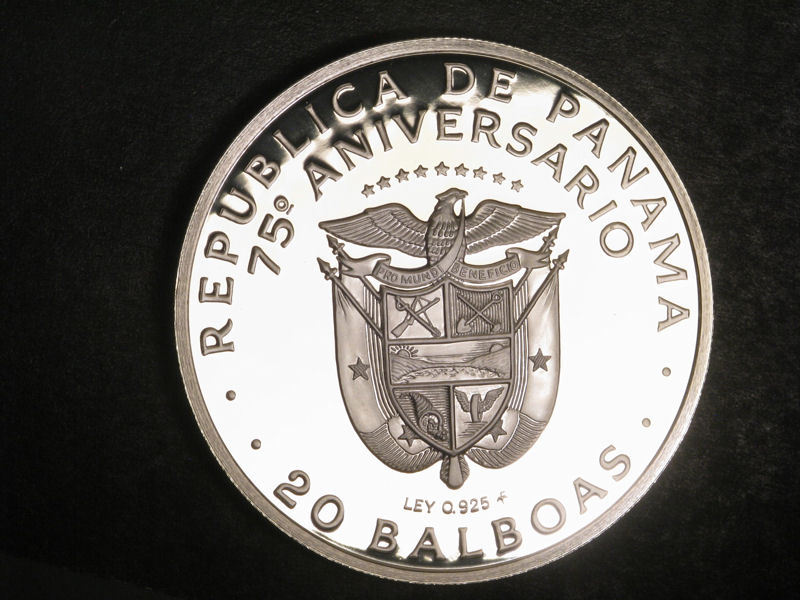 REPUBLICA DE PANAMA
75º ANIVERSARIO
PRO MUNDI BENEFICIO
LEY 0.925
20 BALBOAS